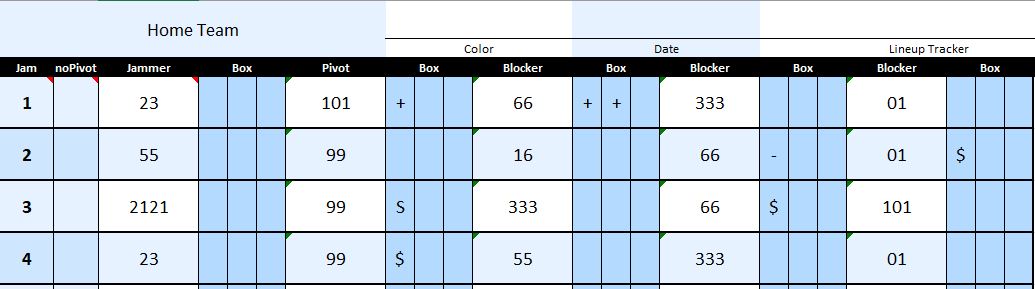 Home Team
Color Date Lineup Tracker
Jam noPivot Jammer Box Pivot Box Blocker Box Blocker Box Blocker Box
1 23 101 + 66 + + 333 01
2 55 99 16 66 - 01 $
3 2121 99 S 333 66 $ 101
4 23 99 $ 55 333 01